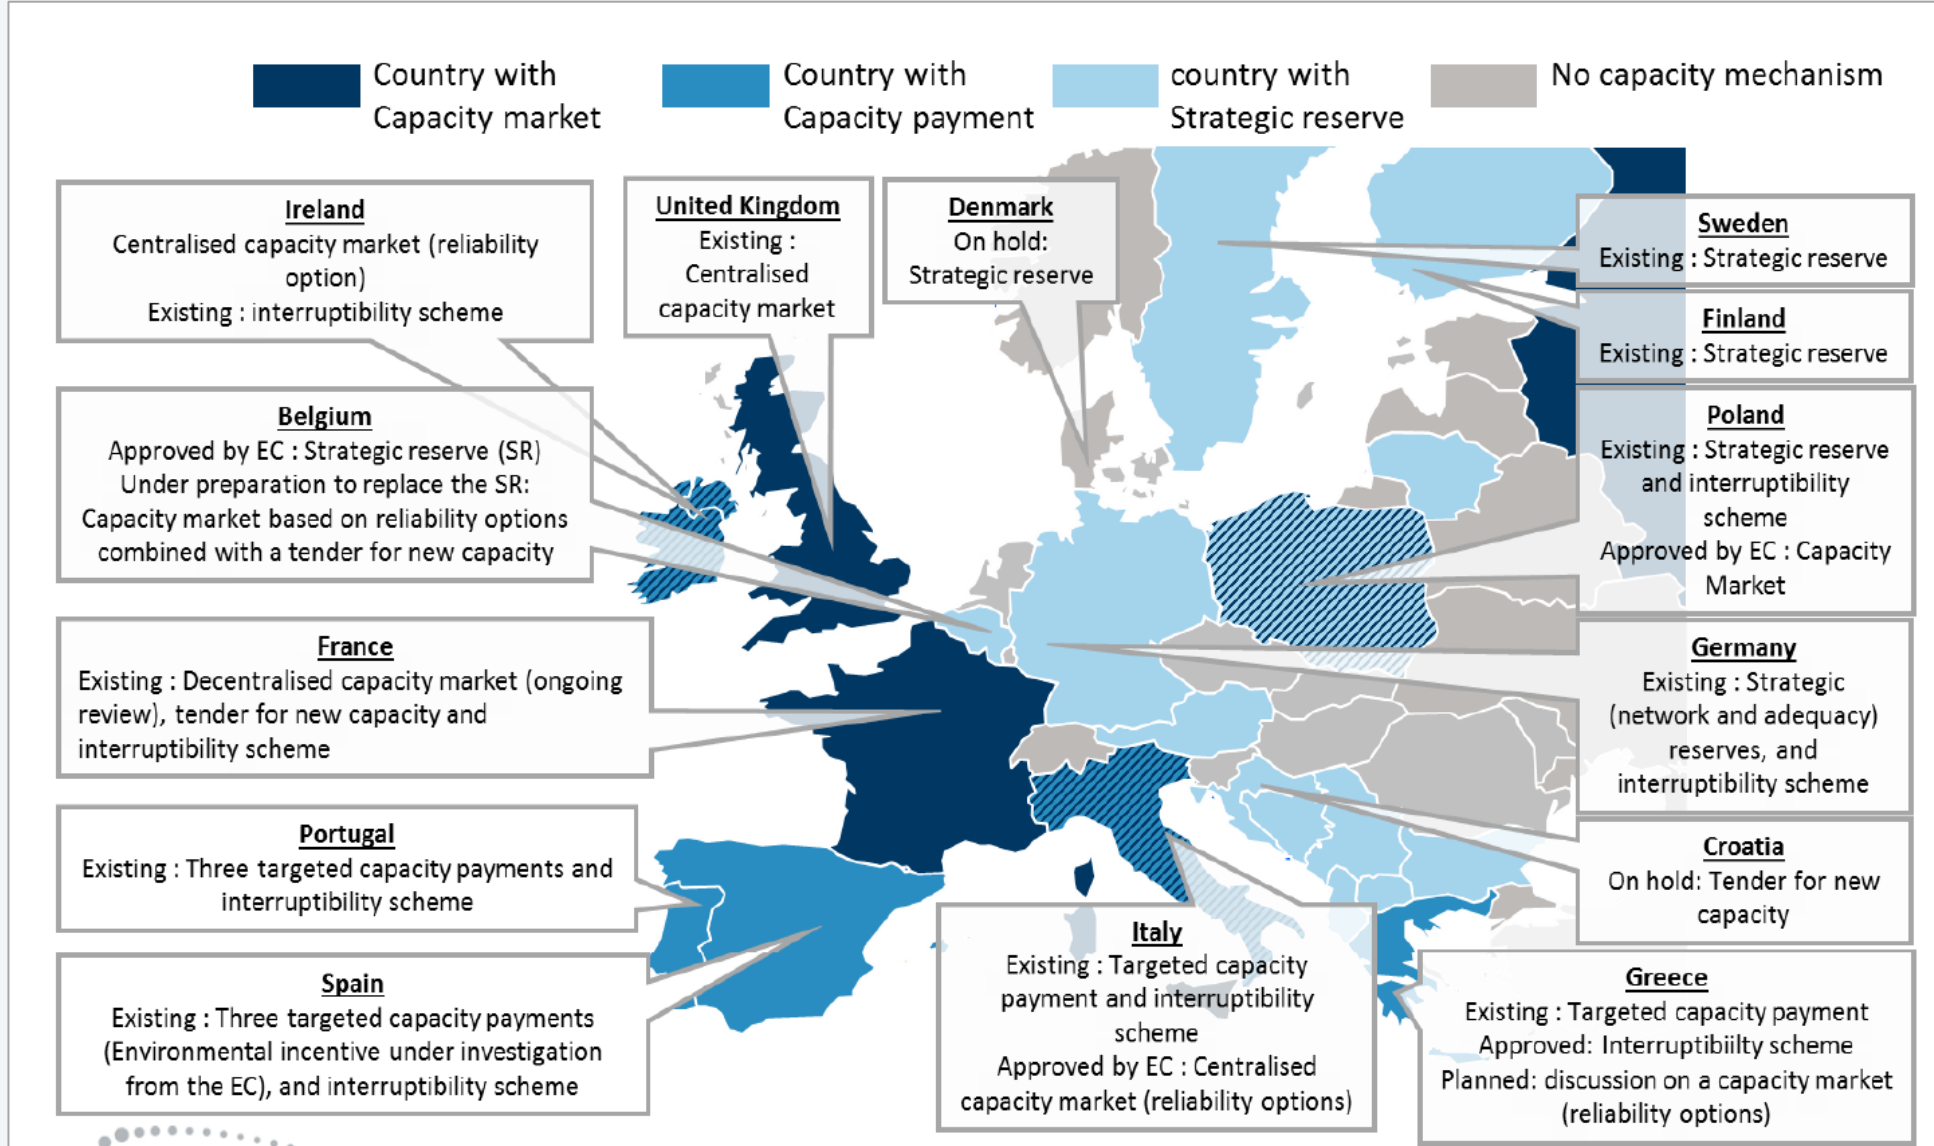 Country with
Capacity market
Country with
Capacity payment
country with
Strategic reserve
No capacity mechanism
Ireland
Centralised capacity market (reliability
option)
Existing : interruptibility scheme
United Kingdom
Existing :
Centralised
capacity market
Denmark
On hold:
Strategic reserve
Sweden
Existing : Strategic reserve
Finland
Existing : Strategic reserve
Belgium
Approved by EC : Strategic reserve (SR)
Under preparation to replace the SR:
Capacity market based on reliability options
combined with a tender for new capacity
Poland
Existing : Strategic reserve
and interruptibility
scheme
Approved by EC : Capacity
Market
France
Existing : Decentralised capacity market (ongoing
review), tender for new capacity and
interruptibility scheme
Germany
Existing : Strategic
(network and adequacy)
reserves, and
interruptibility scheme
Portugal
Existing : Three targeted capacity payments and
interruptibility scheme
Croatia
On hold: Tender for new
capacity
Spain
Existing : Three targeted capacity payments
(Environmental incentive under investigation
from the EC), and interruptibility scheme
Italy
Existing : Targeted capacity
payment and interruptibility
scheme
Approved by EC : Centralised
capacity market (reliability options)
Greece
Existing : Targeted capacity payment
Approved: Interruptibiilty scheme
Planned: discussion on a capacity market
(reliability options)